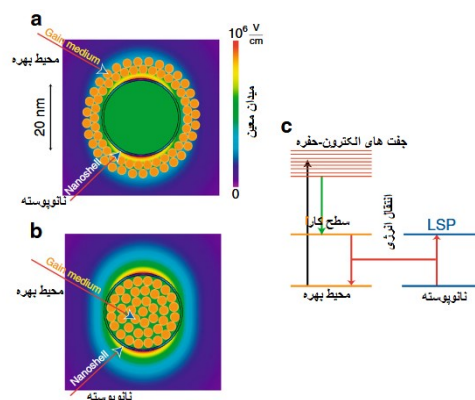 a
Gain medium
محیط بهره
20 nm
Nanoshell
نانوپوسته
10⁶ V/cm
میدان معین
0
b
Gain medium
محیط بهره
Nanoshell
نانوپوسته
c
جفت های الکترون-حفره
انتقال انرژی
سطح کارا
LSP
محیط بهره
نانوپوسته